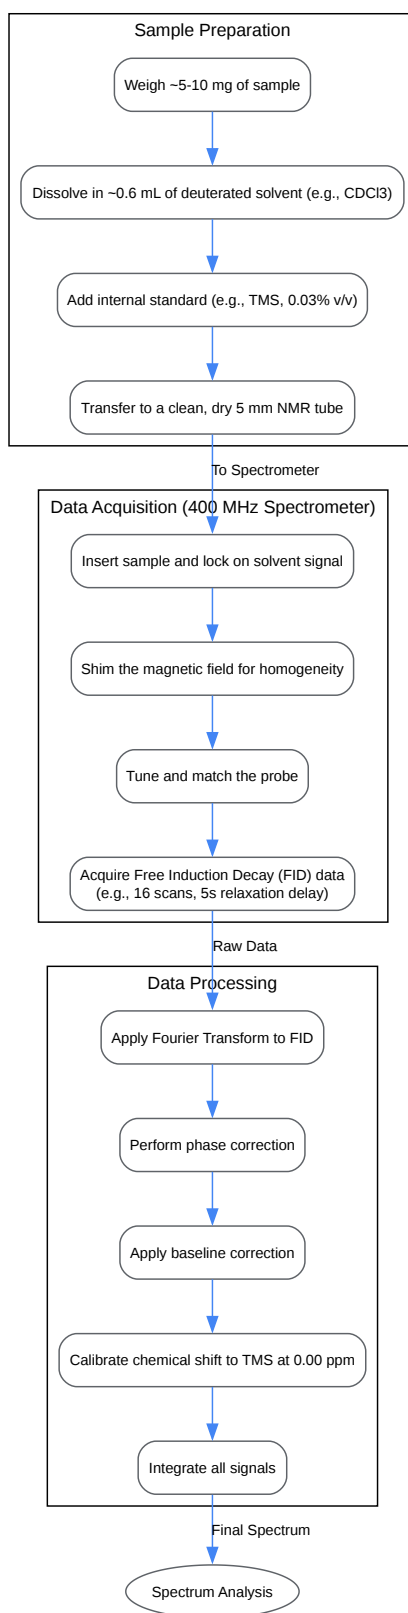 Sample Preparation
Weigh ~5-10 mg of sample
Dissolve in ~0.6 mL of deuterated solvent (e.g., CDCl3)
Add internal standard (e.g., TMS, 0.03% v/v)
Transfer to a clean, dry 5 mm NMR tube
To Spectrometer
Data Acquisition (400 MHz Spectrometer)
Insert sample and lock on solvent signal
Shim the magnetic field for homogeneity
Tune and match the probe
Acquire Free Induction Decay (FID) data
(e.g., 16 scans, 5s relaxation delay)
Raw Data
Data Processing
Apply Fourier Transform to FID
Perform phase correction
Apply baseline correction
Calibrate chemical shift to TMS at 0.00 ppm
Integrate all signals
Final Spectrum
Spectrum Analysis